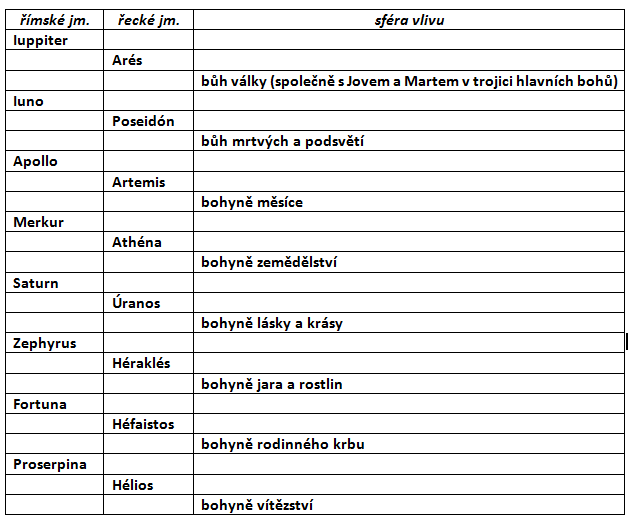 římské jm. řecké jm. sféra vlivu
Iuppiter
Arés
bůh války (společně s Jovem a Martem v trojici hlavních bohů)
Iuno
Poseidón
bůh mrtvých a podsvětí
Apollo
Artemis
bohyně měsíce
Merkur
Athéna
bohyně zemědělství
Saturn
Úranos
bohyně lásky a krásy
Zephyrus
Héraklés
bohyně jara a rostlin
Fortuna
Héfaistos
bohyně rodinného krbu
Proserpina
Hélios
bohyně vítězství